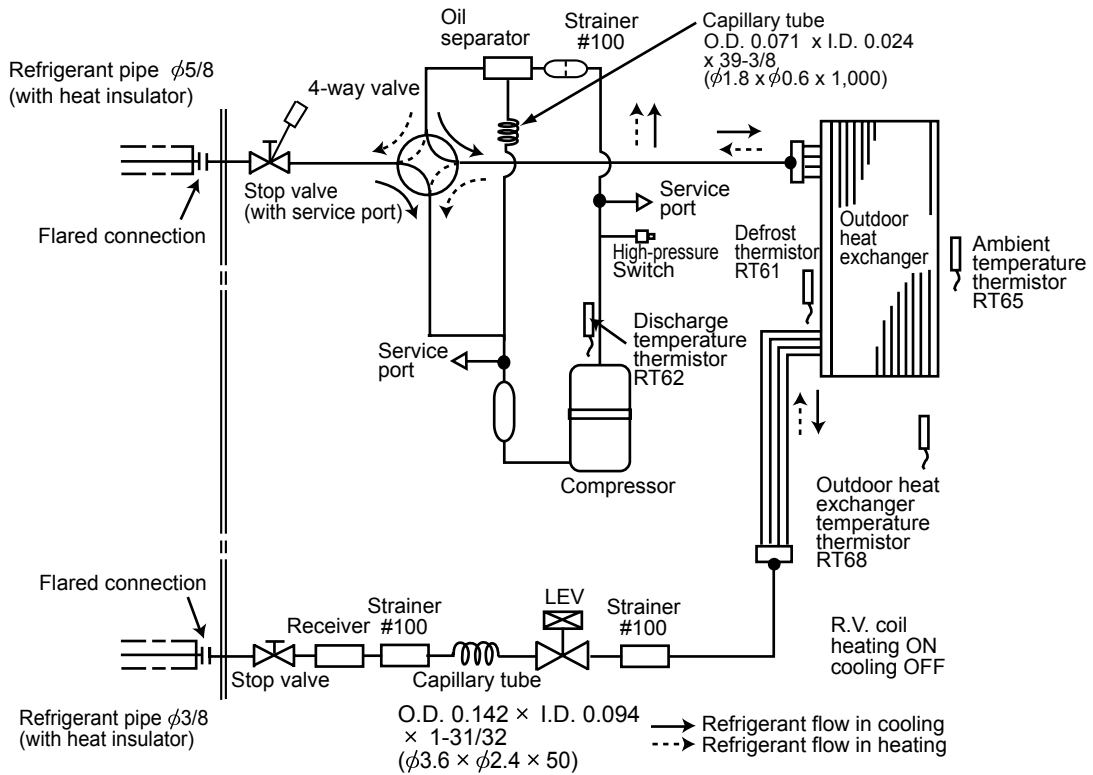 Oil
separator
Strainer
#100
Capillary tube
O.D. 0.071 x I.D. 0.024
x 39-3/8
(φ1.8 x φ0.6 x 1,000)
Refrigerant pipe φ5/8
(with heat insulator)
4-way valve
Stop valve
(with service port)
Flared connection
Service
port
High-pressure
Switch
Defrost
thermistor
RT61
Outdoor
heat
exchanger
Ambient
temperature
thermistor
RT65
Discharge
temperature
thermistor
RT62
Service
port
Compressor
Outdoor heat
exchanger
temperature
thermistor
RT68
Flared connection
Receiver
Strainer
#100
LEV
Strainer
#100
R.V. coil
heating ON
cooling OFF
Stop valve
Capillary tube
O.D. 0.142 × I.D. 0.094
× 1-31/32
(φ3.6 × φ2.4 × 50)
Refrigerant pipe φ3/8
(with heat insulator)
Refrigerant flow in cooling
Refrigerant flow in heating